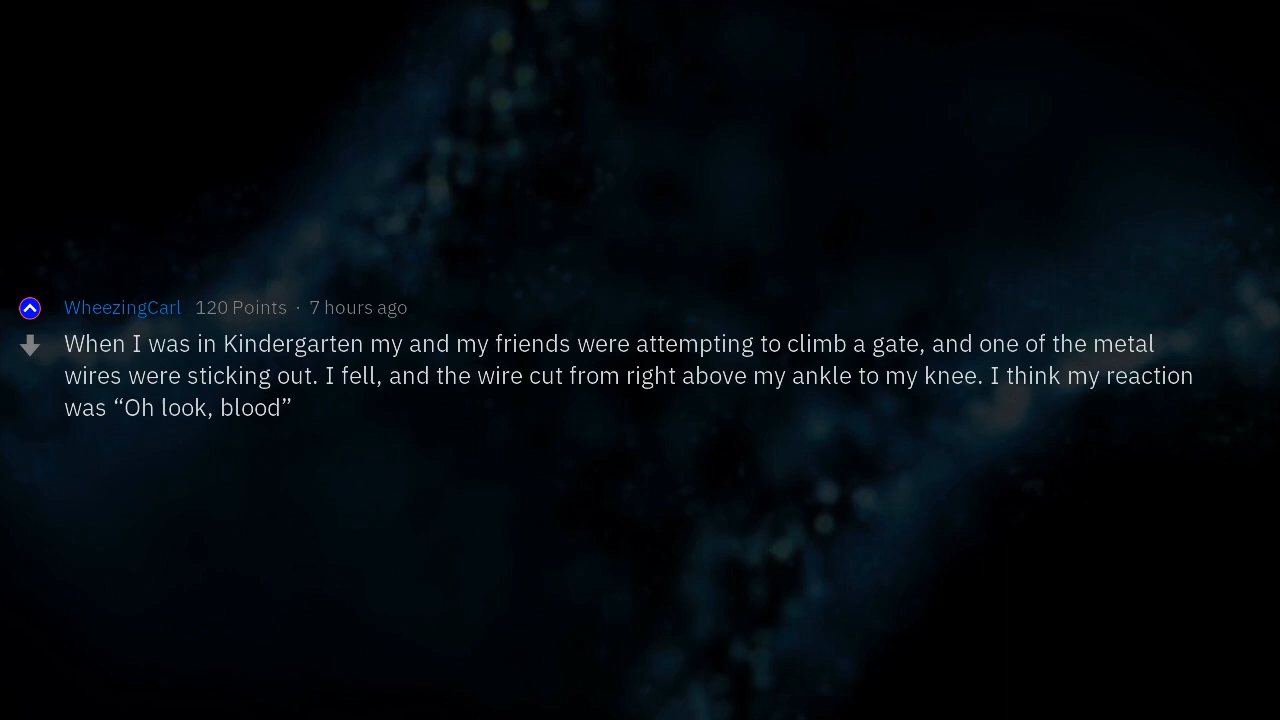 WheezingCarl 120 Points · 7 hours ago
When I was in Kindergarten my and my friends were attempting to climb a gate, and one of the metal
wires were sticking out. I fell, and the wire cut from right above my ankle to my knee. I think my reaction
was “Oh look, blood”